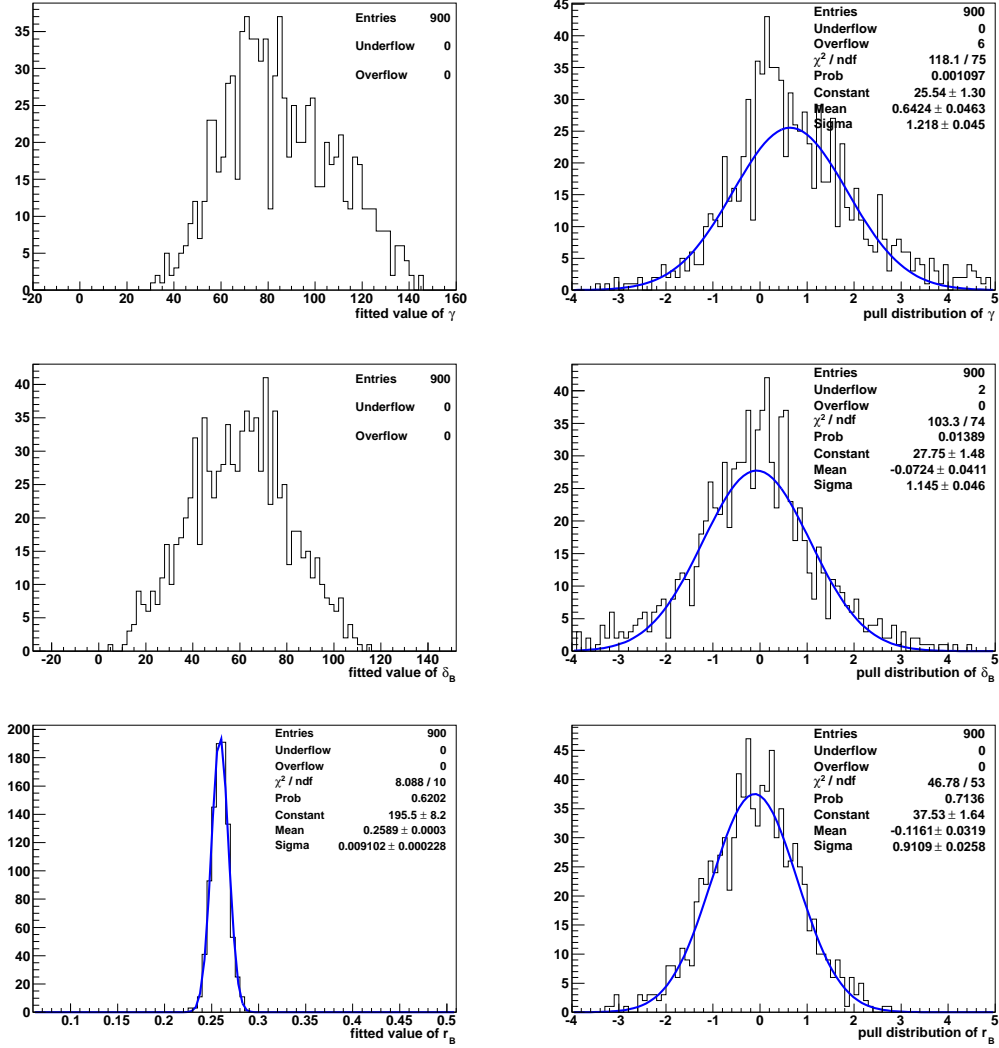 Entries 900
Underflow 0
Overflow 0
35
30
25
20
15
10
5
0
-20 0 20 40 60 80 100 120 140 160
fitted value of γ
Entries 900
Underflow 0
Overflow 6
χ² / ndf 118.1 / 75
Prob 0.001097
Constant 25.54 ± 1.30
Mean 0.6424 ± 0.0463
Sigma 1.218 ± 0.045
45
40
35
30
25
20
15
10
5
0
-4 -3 -2 -1 0 1 2 3 4 5
pull distribution of γ
Entries 900
Underflow 0
Overflow 0
40
35
30
25
20
15
10
5
0
-20 0 20 40 60 80 100 120 140
fitted value of δB
Entries 900
Underflow 2
Overflow 0
χ² / ndf 103.3 / 74
Prob 0.01389
Constant 27.75 ± 1.48
Mean -0.0724 ± 0.0411
Sigma 1.145 ± 0.046
40
35
30
25
20
15
10
5
0
-4 -3 -2 -1 0 1 2 3 4 5
pull distribution of δB
Entries 900
Underflow 0
Overflow 0
χ² / ndf 8.088 / 10
Prob 0.6202
Constant 195.5 ± 8.2
Mean 0.2589 ± 0.0003
Sigma 0.009102 ± 0.000228
200
180
160
140
120
100
80
60
40
20
0
0.1 0.15 0.2 0.25 0.3 0.35 0.4 0.45 0.5
fitted value of rB
Entries 900
Underflow 0
Overflow 0
χ² / ndf 46.78 / 53
Prob 0.7136
Constant 37.53 ± 1.64
Mean -0.1161 ± 0.0319
Sigma 0.9109 ± 0.0258
45
40
35
30
25
20
15
10
5
0
-4 -3 -2 -1 0 1 2 3 4 5
pull distribution of rB